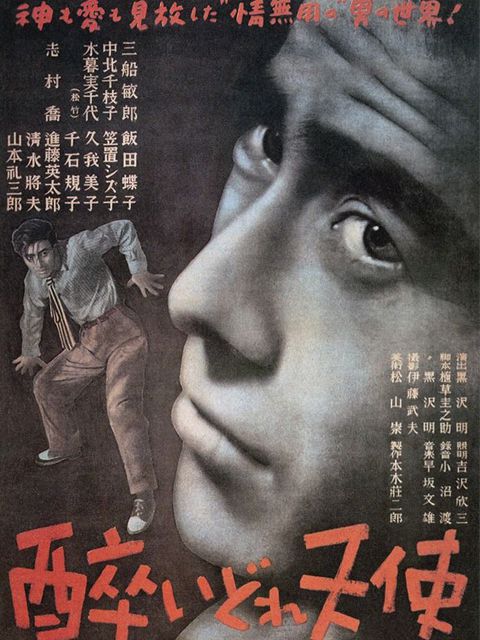 神も愛も見放した"情無用の"男の世界!
三船敏郎
中北千枝子
木暮実千代
(松竹)
志村喬
飯田蝶子
笠置シズ子
久我美子
千石規子
進藤英太郎
清水將夫
山本礼三郎
演出 黒沢明
脚本 植草圭之助
〃 黒沢明
撮影 伊藤武夫
美術 松山崇
照明 吉沢欣三
録音 小沼渡
音楽 早坂文雄
製作 本木荘二郎
醉いどれ天使